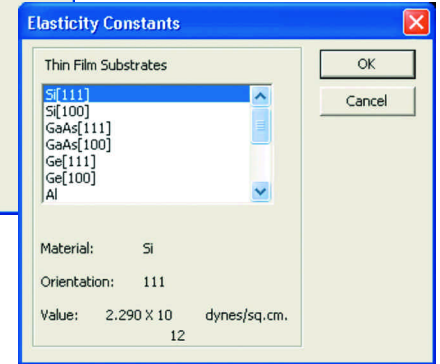 Elasticity Constants
Thin Film Substrates
OK
Cancel
Si[111]
Si[100]
GaAs[111]
GaAs[100]
Ge[111]
Ge[100]
Al
Material: Si
Orientation: 111
Value: 2.290 X 10 dynes/sq.cm.
12